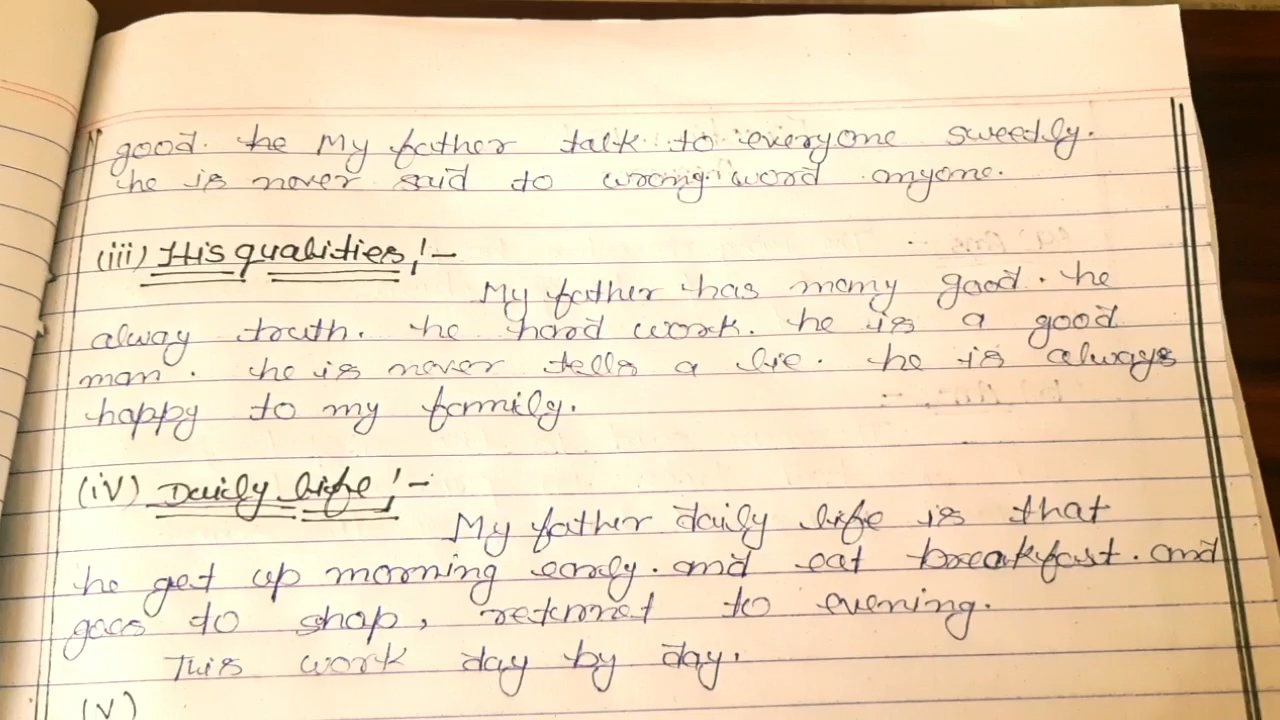 good. he My father talk to everyone sweetly.
he is never said to wrong word anyone.
(iii) His qualities,!-
My father has many good. he
alway truth. he hard work. he is a good
man. he is never tells a lie. he is always
happy to my family.
(iv) Daily life!-
My father daily life is that
he get up morning early. and eat breakfast. and
goes to shop, returnet to evening.
This work day by day.
(v)